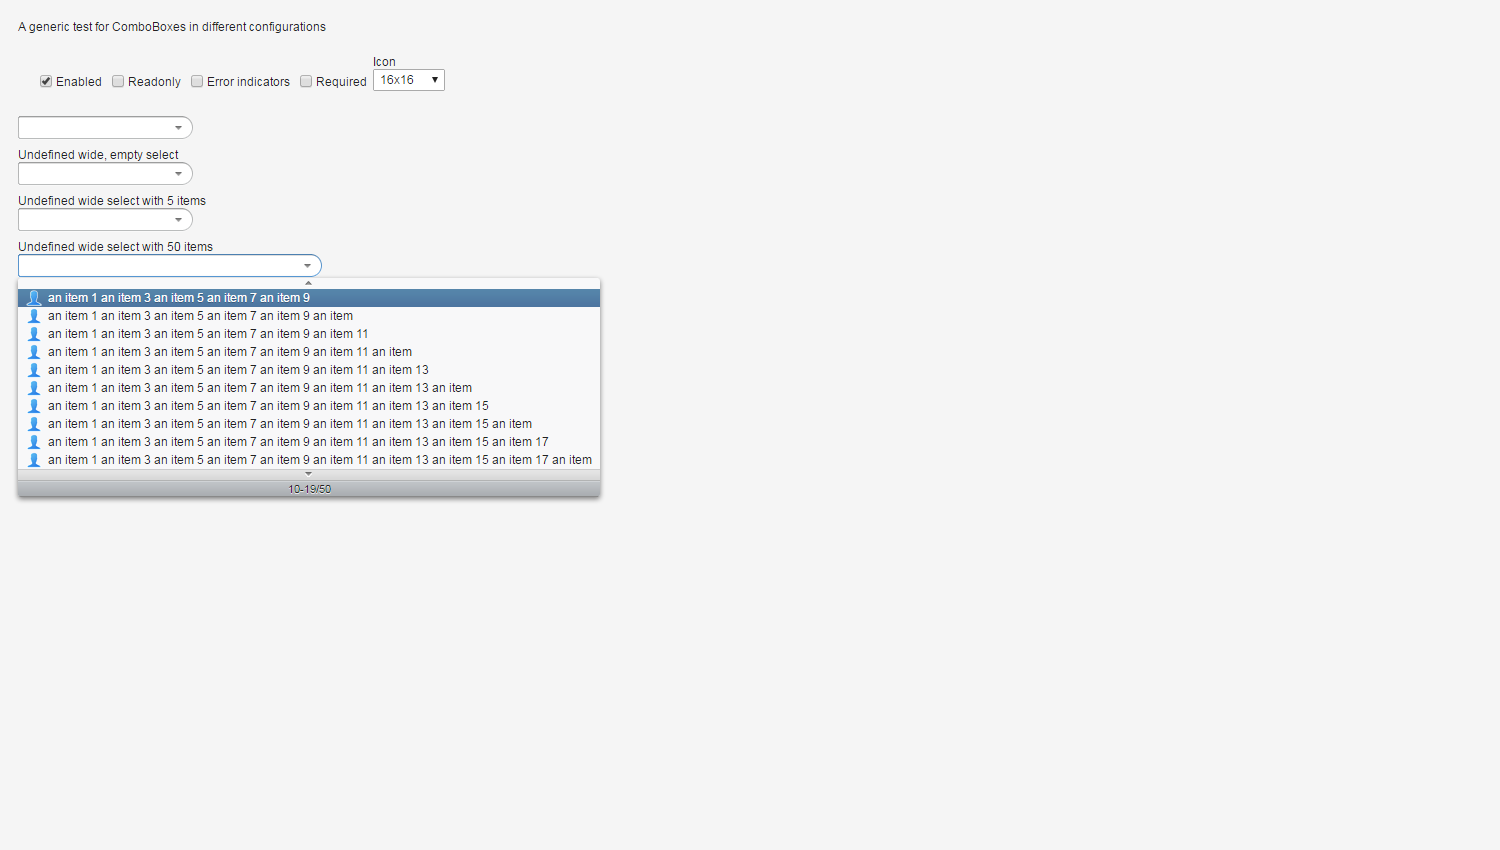 A generic test for ComboBoxes in different configurations
Icon
Enabled Readonly Error indicators Required 16x16
Undefined wide, empty select
Undefined wide select with 5 items
Undefined wide select with 50 items
an item 1 an item 3 an item 5 an item 7 an item 9
an item 1 an item 3 an item 5 an item 7 an item 9 an item
an item 1 an item 3 an item 5 an item 7 an item 9 an item 11
an item 1 an item 3 an item 5 an item 7 an item 9 an item 11 an item
an item 1 an item 3 an item 5 an item 7 an item 9 an item 11 an item 13
an item 1 an item 3 an item 5 an item 7 an item 9 an item 11 an item 13 an item
an item 1 an item 3 an item 5 an item 7 an item 9 an item 11 an item 13 an item 15
an item 1 an item 3 an item 5 an item 7 an item 9 an item 11 an item 13 an item 15 an item
an item 1 an item 3 an item 5 an item 7 an item 9 an item 11 an item 13 an item 15 an item 17
an item 1 an item 3 an item 5 an item 7 an item 9 an item 11 an item 13 an item 15 an item 17 an item
10-19/50